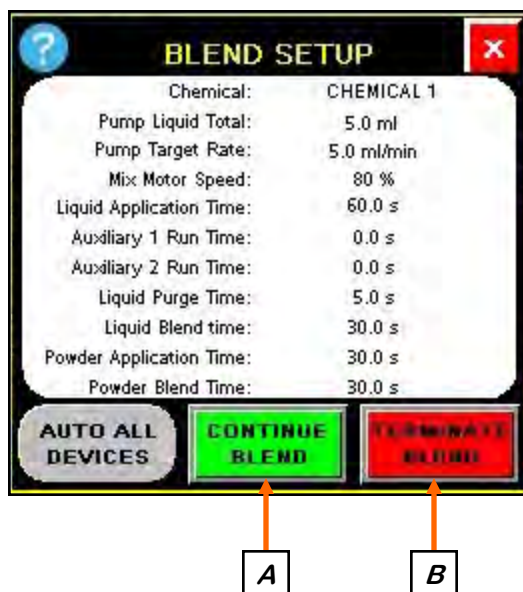 ?
BLEND SETUP
X
Chemical: CHEMICAL 1
Pump Liquid Total: 5.0 ml
Pump Target Rate: 5.0 ml/min
Mix Motor Speed: 80 %
Liquid Application Time: 60.0 s
Auxiliary 1 Run Time: 0.0 s
Auxiliary 2 Run Time: 0.0 s
Liquid Purge Time: 5.0 s
Liquid Blend time: 30.0 s
Powder Application Time: 30.0 s
Powder Blend Time: 30.0 s
AUTO ALL
DEVICES
CONTINUE
BLEND
TERMINATE
BLEND
A
B